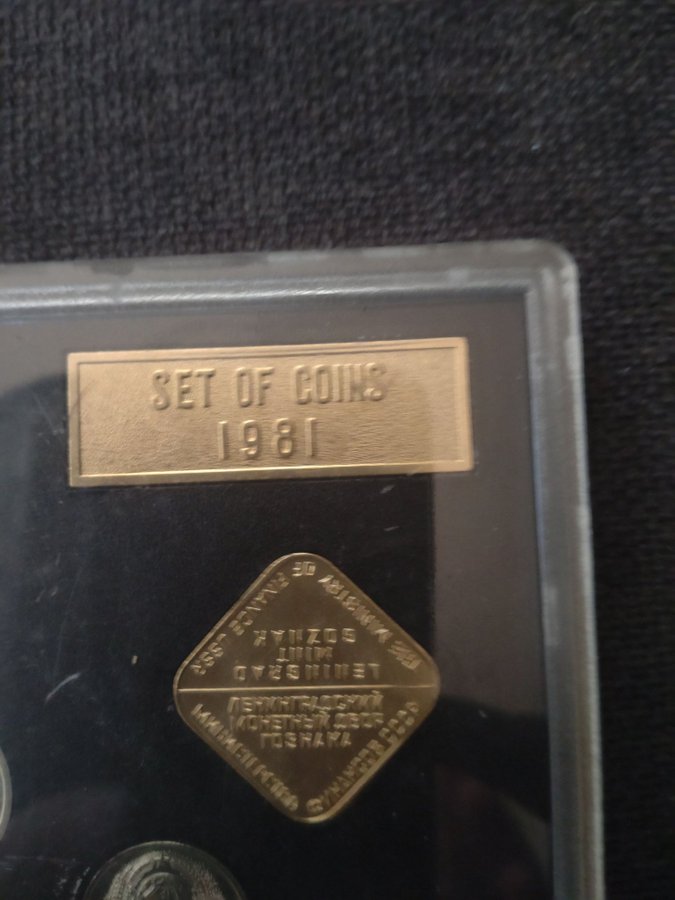 SET OF COINS
1981
MINISTRY OF FINANCE USSR
LENINGRAD
MINT
GOZNAK
ЛЕНИНГРАДСКИЙ
МОНЕТНЫЙ ДВОР
ГОЗНАКА
МИНИСТЕРСТВО ФИНАНСОВ СССР